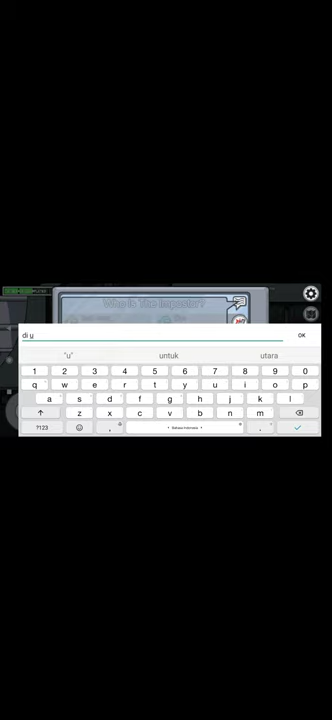 Who Is The Impostor?
di u
OK
"u"
untuk
utara
1 2 3 4 5 6 7 8 9 0
q w e r t y u i o p
a s d f g h j k l
z x c v b n m
?123 , Bahasa Indonesia .